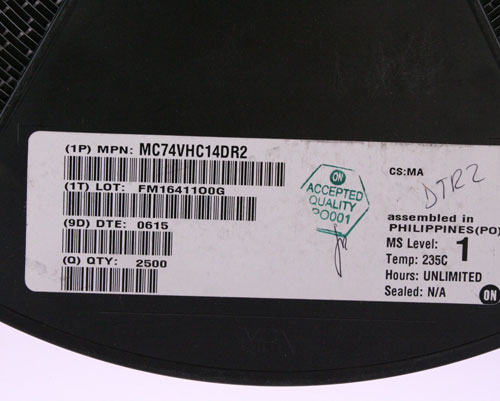 (1P) MPN: MC74VHC14DR2
(1T) LOT: FM164110OG
(9D) DTE: 0615
(Q) QTY: 2500
ON
ACCEPTED
QUALITY
PO001
CS:MA
DTR2
assembled in
PHILIPPINES(PO)
MS Level: 1
Temp: 235C
Hours: UNLIMITED
Sealed: N/A
ON